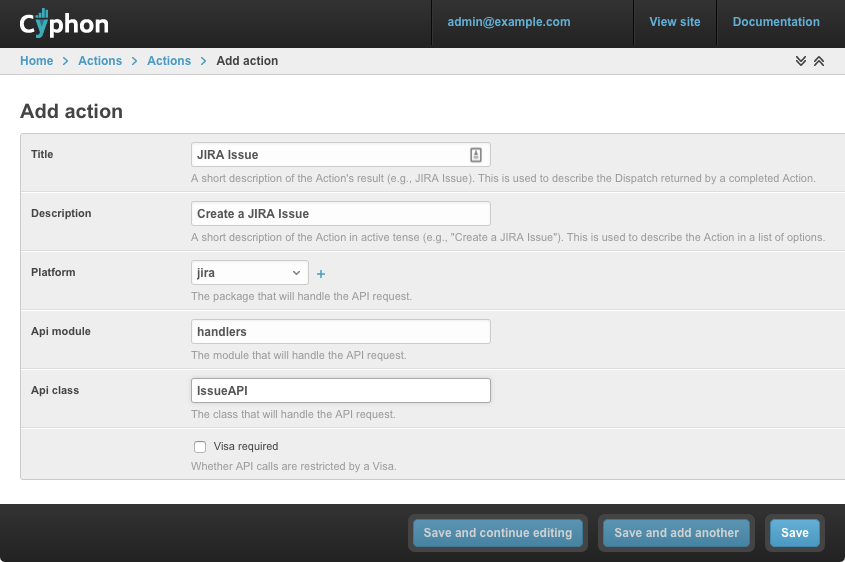 Cyphon
admin@example.com
View site
Documentation
Home > Actions > Actions > Add action
Add action
Title
JIRA Issue
A short description of the Action's result (e.g., JIRA Issue). This is used to describe the Dispatch returned by a completed Action.
Description
Create a JIRA Issue
A short description of the Action in active tense (e.g., "Create a JIRA Issue"). This is used to describe the Action in a list of options.
Platform
jira
+
The package that will handle the API request.
Api module
handlers
The module that will handle the API request.
Api class
IssueAPI
The class that will handle the API request.
Visa required
Whether API calls are restricted by a Visa.
Save and continue editing
Save and add another
Save